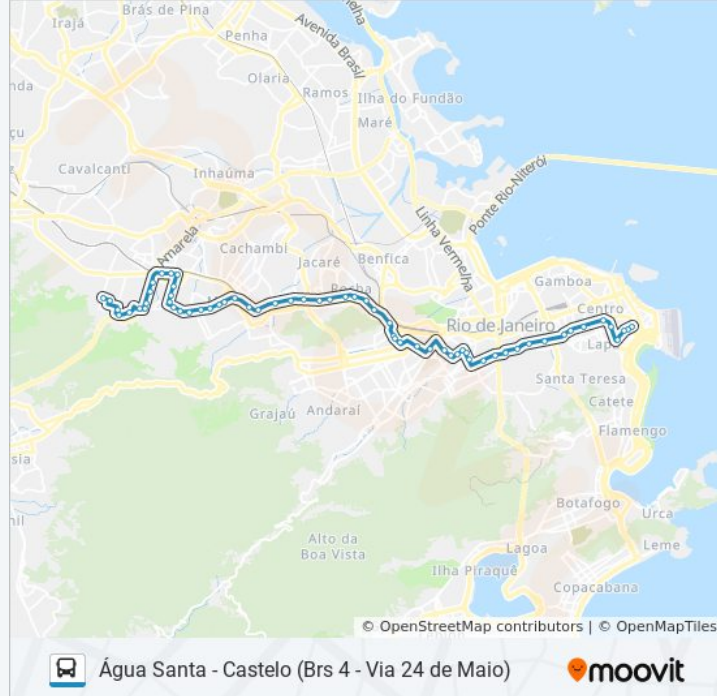 Brás de Pina
Irajá
Penha
Avenida Brasil
Olaria
Ramos
Ilha do Fundão
Maré
Cavalcanti
Inhaúma
Linha Vermelha
Ponte Rio-Niterói
Amarela
Cachambi
Jacaré
Benfica
Rocha
Gamboa
Centro
Rio de Janeiro
Lapa
Santa Teresa
Catete
Grajaú
Andaraí
Flamengo
Botafogo
Urca
Alto da
Boa Vista
Lagoa
Leme
Ilha Piraquê
Copacabana
© OpenStreetMap contributors | © OpenMapTiles
Água Santa - Castelo (Brs 4 - Via 24 de Maio)
moovit